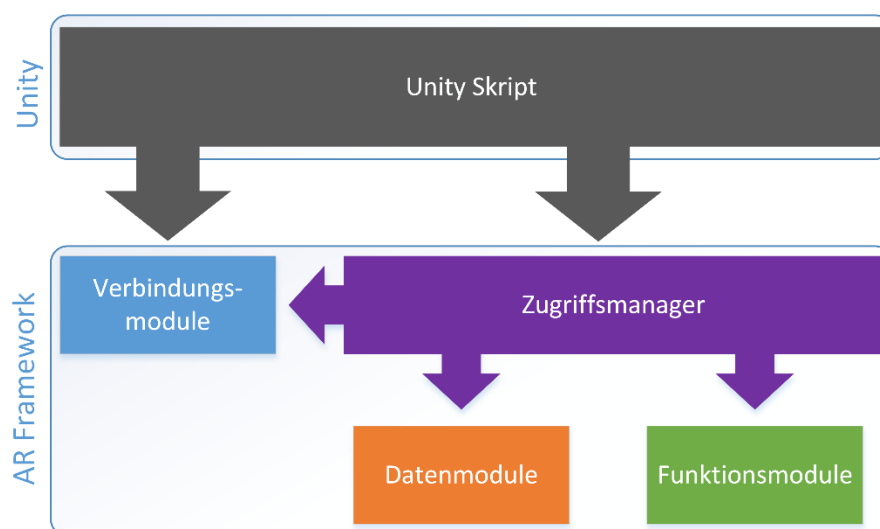 Unity
Unity Skript
AR Framework
Verbindungs-
module
Zugriffsmanager
Datenmodule
Funktionsmodule